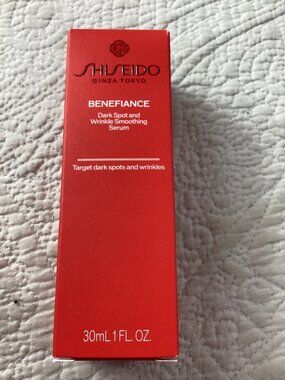 SHISEIDO
GINZA TOKYO
BENEFIANCE
Dark Spot and
Wrinkle Smoothing
Serum
Target dark spots and wrinkles
30mL 1 FL. OZ.